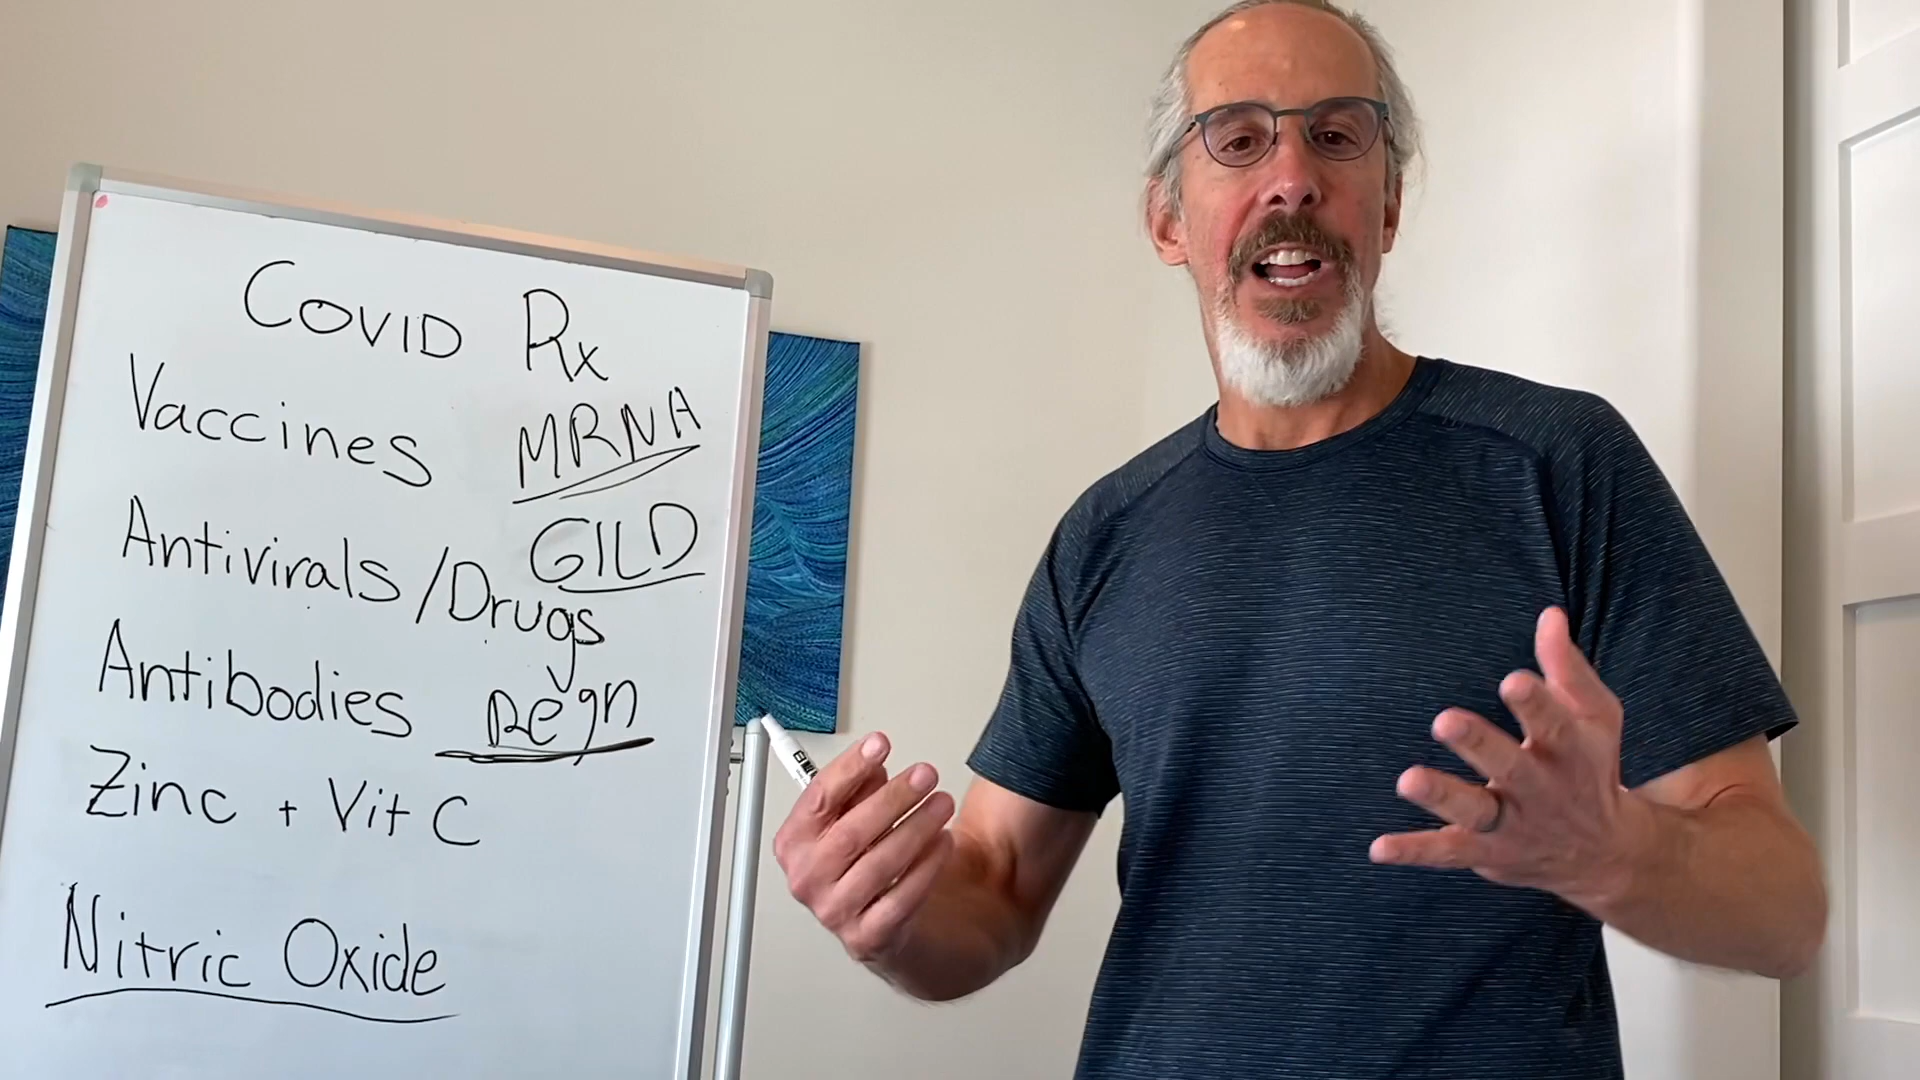 COVID Rx
Vaccines MRNA
Antivirals/Drugs GILD
Antibodies Regn
Zinc + Vit C
Nitric Oxide